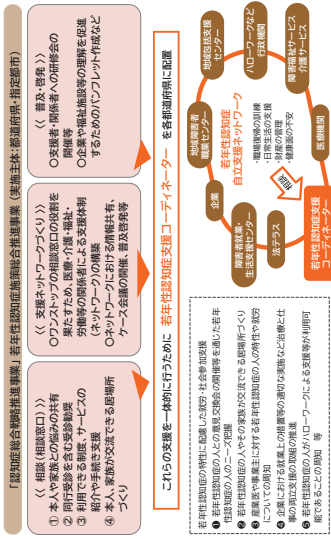 「認知症総合戦略推進事業」若年性認知症施策総合推進事業（実施主体：都道府県・指定都市）
≪ 相談（相談窓口）≫
① 本人や家族との悩みの共有
② 同行受診を含む受診勧奨
③ 利用できる制度、サービスの
紹介や手続き支援
④ 本人、家族が交流できる居場所
づくり
≪ 支援ネットワークづくり ≫
○ワンストップの相談窓口の役割を
果たすため、医療・介護・福祉・
労働等の関係者による支援体制
（ネットワーク）の構築
○ネットワークにおける情報共有、
ケース会議の開催、普及啓発等
≪ 普及・啓発 ≫
○支援者・関係者への研修会の
開催等
○企業や福祉施設等の理解を促進
するためのパンフレット作成など
これらの支援を一体的に行うために 若年性認知症支援コーディネーター を各都道府県に配置
若年性認知症の特性に配慮した就労・社会参加支援
❶ 若年性認知症の人との意見交換会の開催等を通じた若年
性認知症の人のニーズ把握
❷ 若年性認知症の人やその家族が交流できる居場所づくり
❸ 産業医や事業主に対する若年性認知症の人の特性や就労
についての周知
❹ 企業における就業上の措置等の適切な実施など治療と仕
事の両立支援の取組の推進
❺ 若年性認知症の人がハローワークによる支援等が利用可
能であることの周知 等
若年性認知症
自立支援ネットワーク
・職場復帰の訓練
・日常生活の支援
・財産の管理
・健康面の不安
相談
若年性認知症支援
コーディネーター
法テラス
障害者就業・
生活支援センター
企業
地域障害者
職業センター
地域包括支援
センター
ハローワークなど
行政機関
障害福祉サービス
介護サービス
医療機関